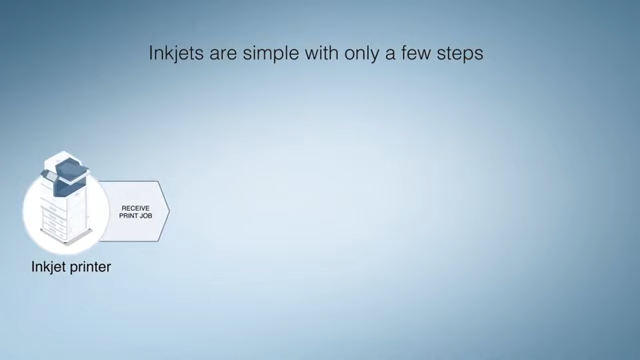 Inkjets are simple with only a few steps
RECEIVE
PRINT JOB
Inkjet printer